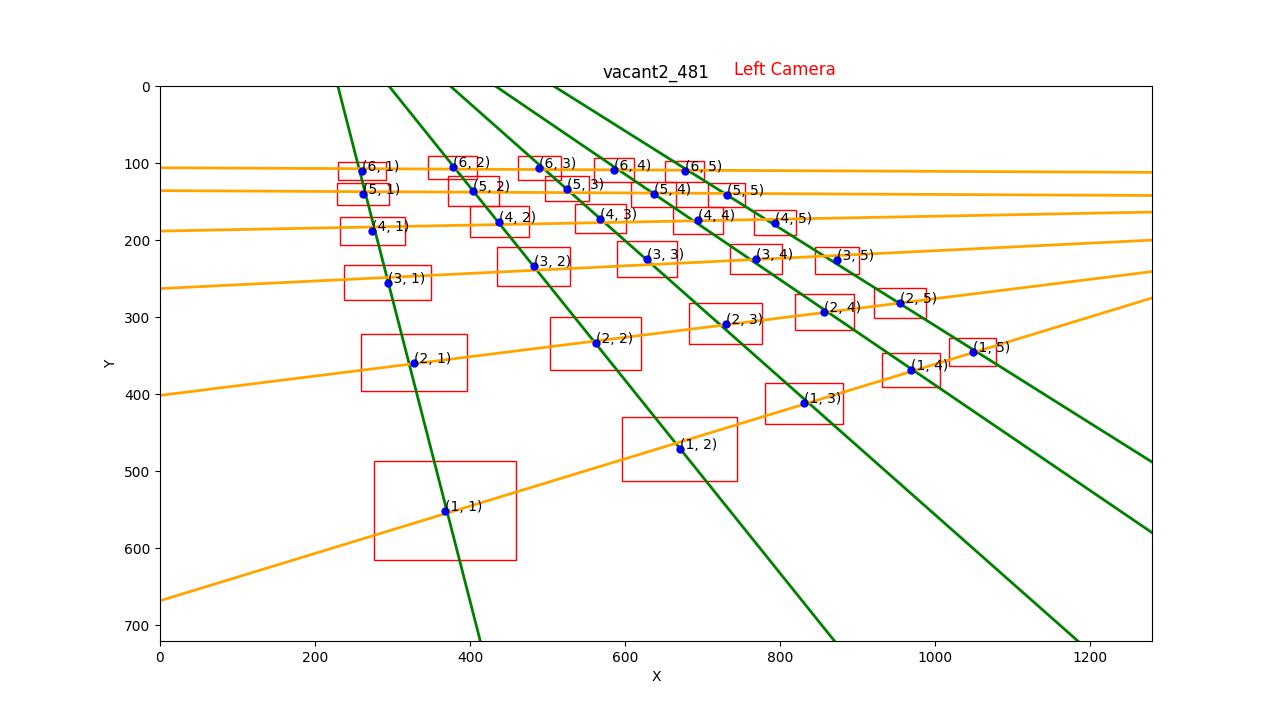 vacant2_481 Left Camera
0
100 (6, 1) (6, 2) (6, 3) (6, 4) (6, 5)
(5, 1) (5, 2) (5, 3) (5, 4) (5, 5)
200 (4, 1) (4, 2) (4, 3) (4, 4) (4, 5)
(3, 1) (3, 2) (3, 3) (3, 4) (3, 5)
300 (2, 1) (2, 2) (2, 3) (2, 4) (2, 5)
Y
400 (1, 1) (1, 2) (1, 3) (1, 4) (1, 5)
500
600
700
0 200 400 600 800 1000 1200
X